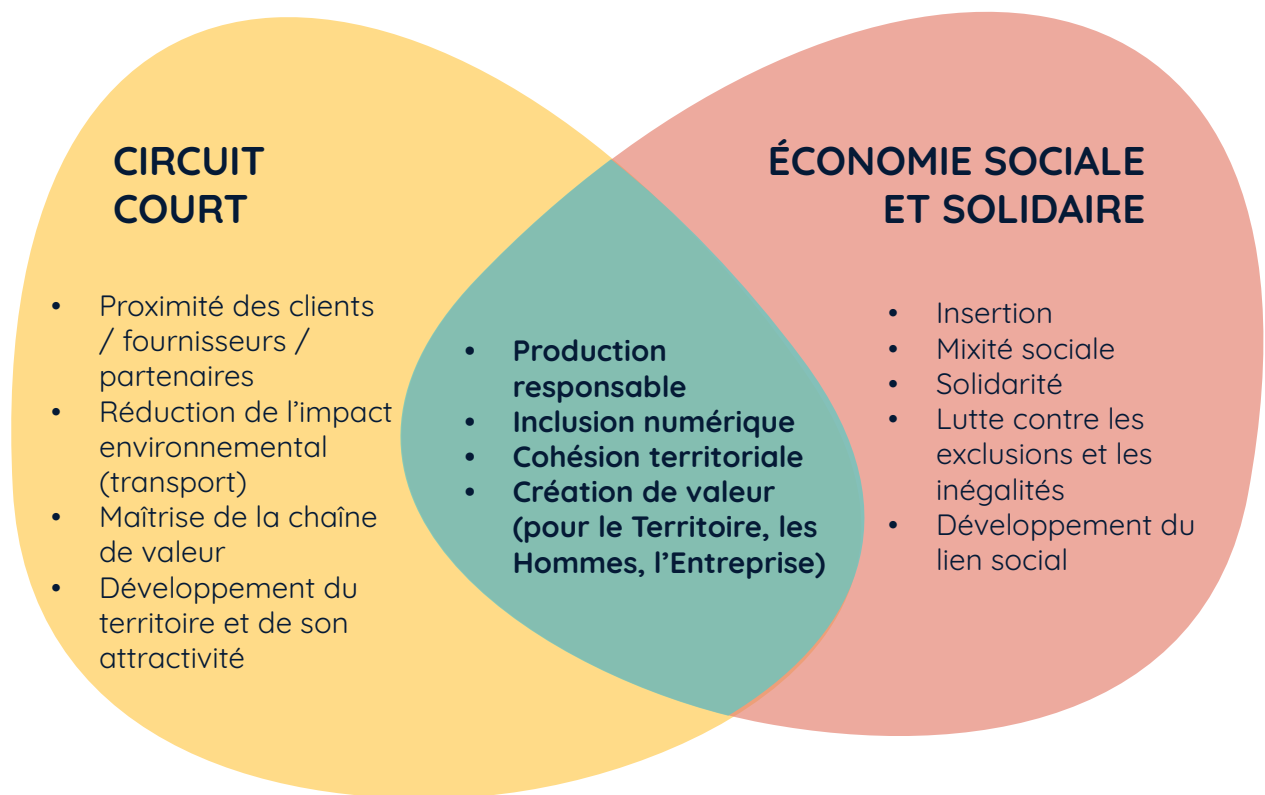 CIRCUIT
COURT
• Proximité des clients
/ fournisseurs /
partenaires
• Réduction de l’impact
environnemental
(transport)
• Maîtrise de la chaîne
de valeur
• Développement du
territoire et de son
attractivité
• Production
responsable
• Inclusion numérique
• Cohésion territoriale
• Création de valeur
(pour le Territoire, les
Hommes, l’Entreprise)
ÉCONOMIE SOCIALE
ET SOLIDAIRE
• Insertion
• Mixité sociale
• Solidarité
• Lutte contre les
exclusions et les
inégalités
• Développement du
lien social